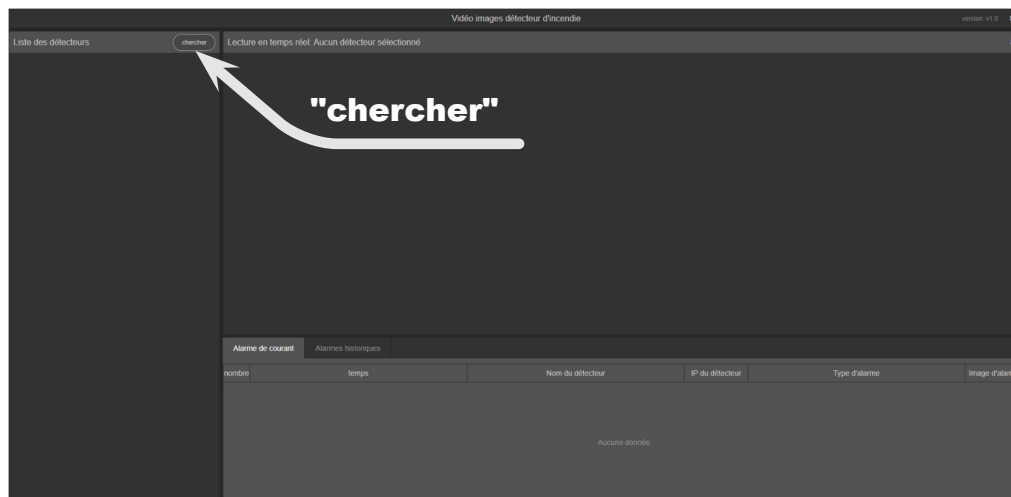 Vidéo images détecteur d'incendie
version: v1.0
Liste des détecteurs
chercher
Lecture en temps réel: Aucun détecteur sélectionné
"chercher"
Alarme de courant Alarmes historiques
nombre temps Nom du détecteur IP du détecteur Type d'alarme Image d'alarm
Aucune donnée